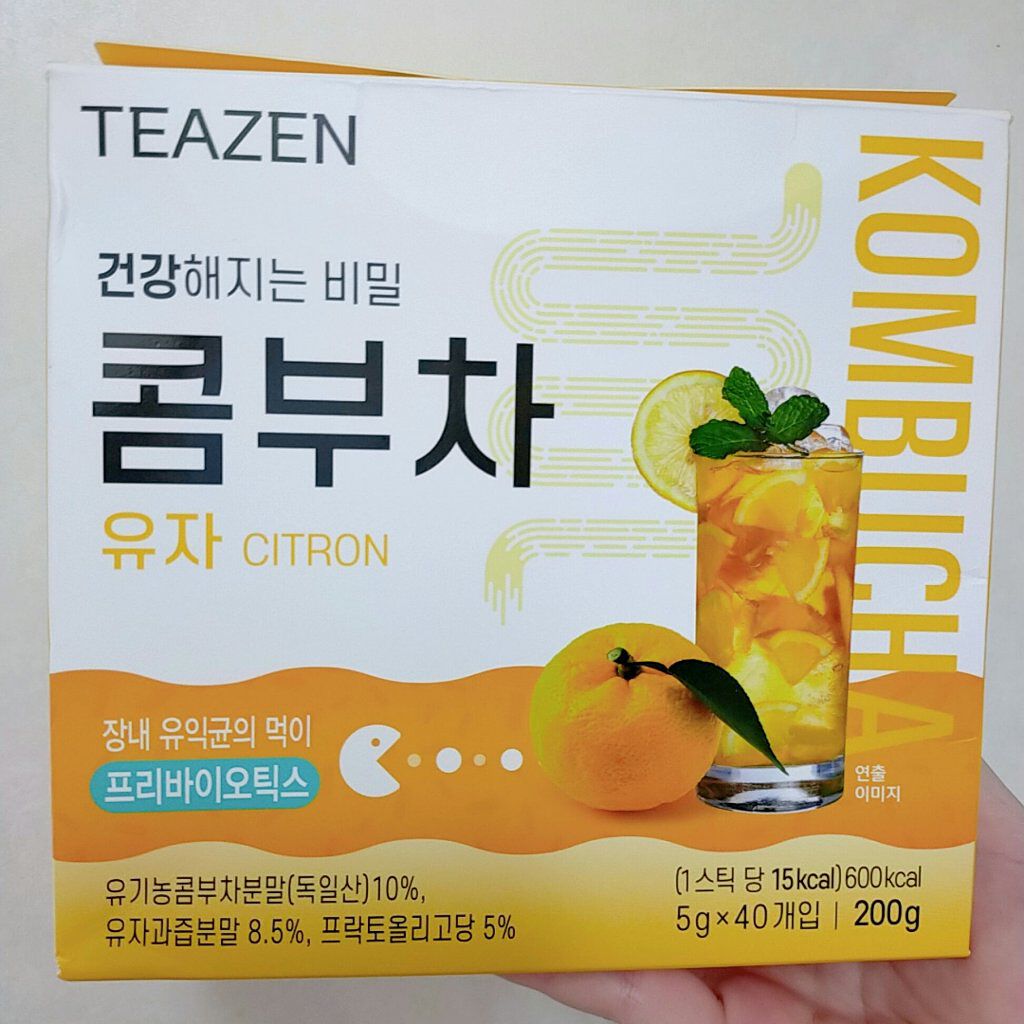 TEAZEN
건강해지는 비밀
콤부차
유자 CITRON
KOMBUCHA
장내 유익균의 먹이
프리바이오틱스
연출
이미지
유기농콤부차분말(독일산)10%,
유자과즙분말 8.5%, 프락토올리고당 5%
(1스틱 당 15kcal)600kcal
5g×40개입 | 200g